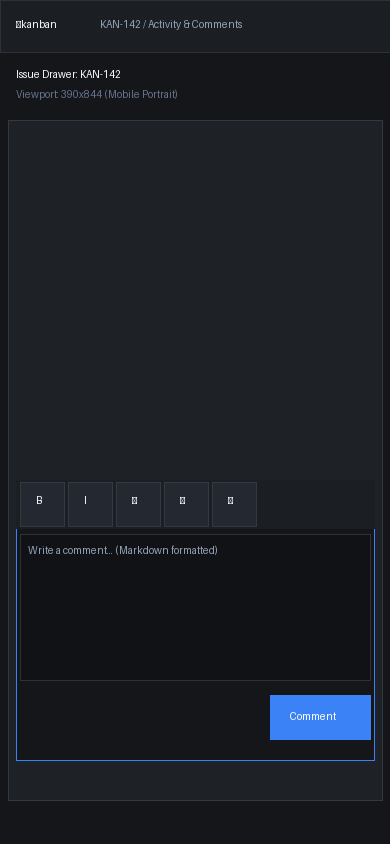 kanban
KAN-142 / Activity & Comments
Issue Drawer: KAN-142
Viewport: 390x844 (Mobile Portrait)
B
I
Write a comment... (Markdown formatted)
Comment